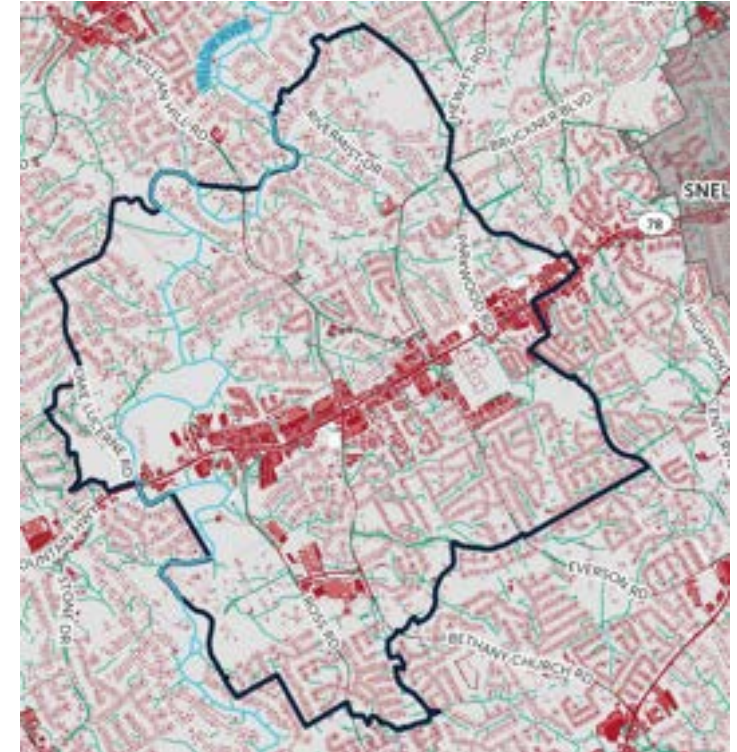 KILLIAN HILL RD
RIVERMIST DR
HEWATT RD
BRUCKNER BLVD
SNEL
78
PARKWOOD RD
HIGHPOINT
LAKE LUCERNE RD
UNTAIN HWY
STONE DR
ROSS RD
EVERSON RD
BETHANY CHURCH RD